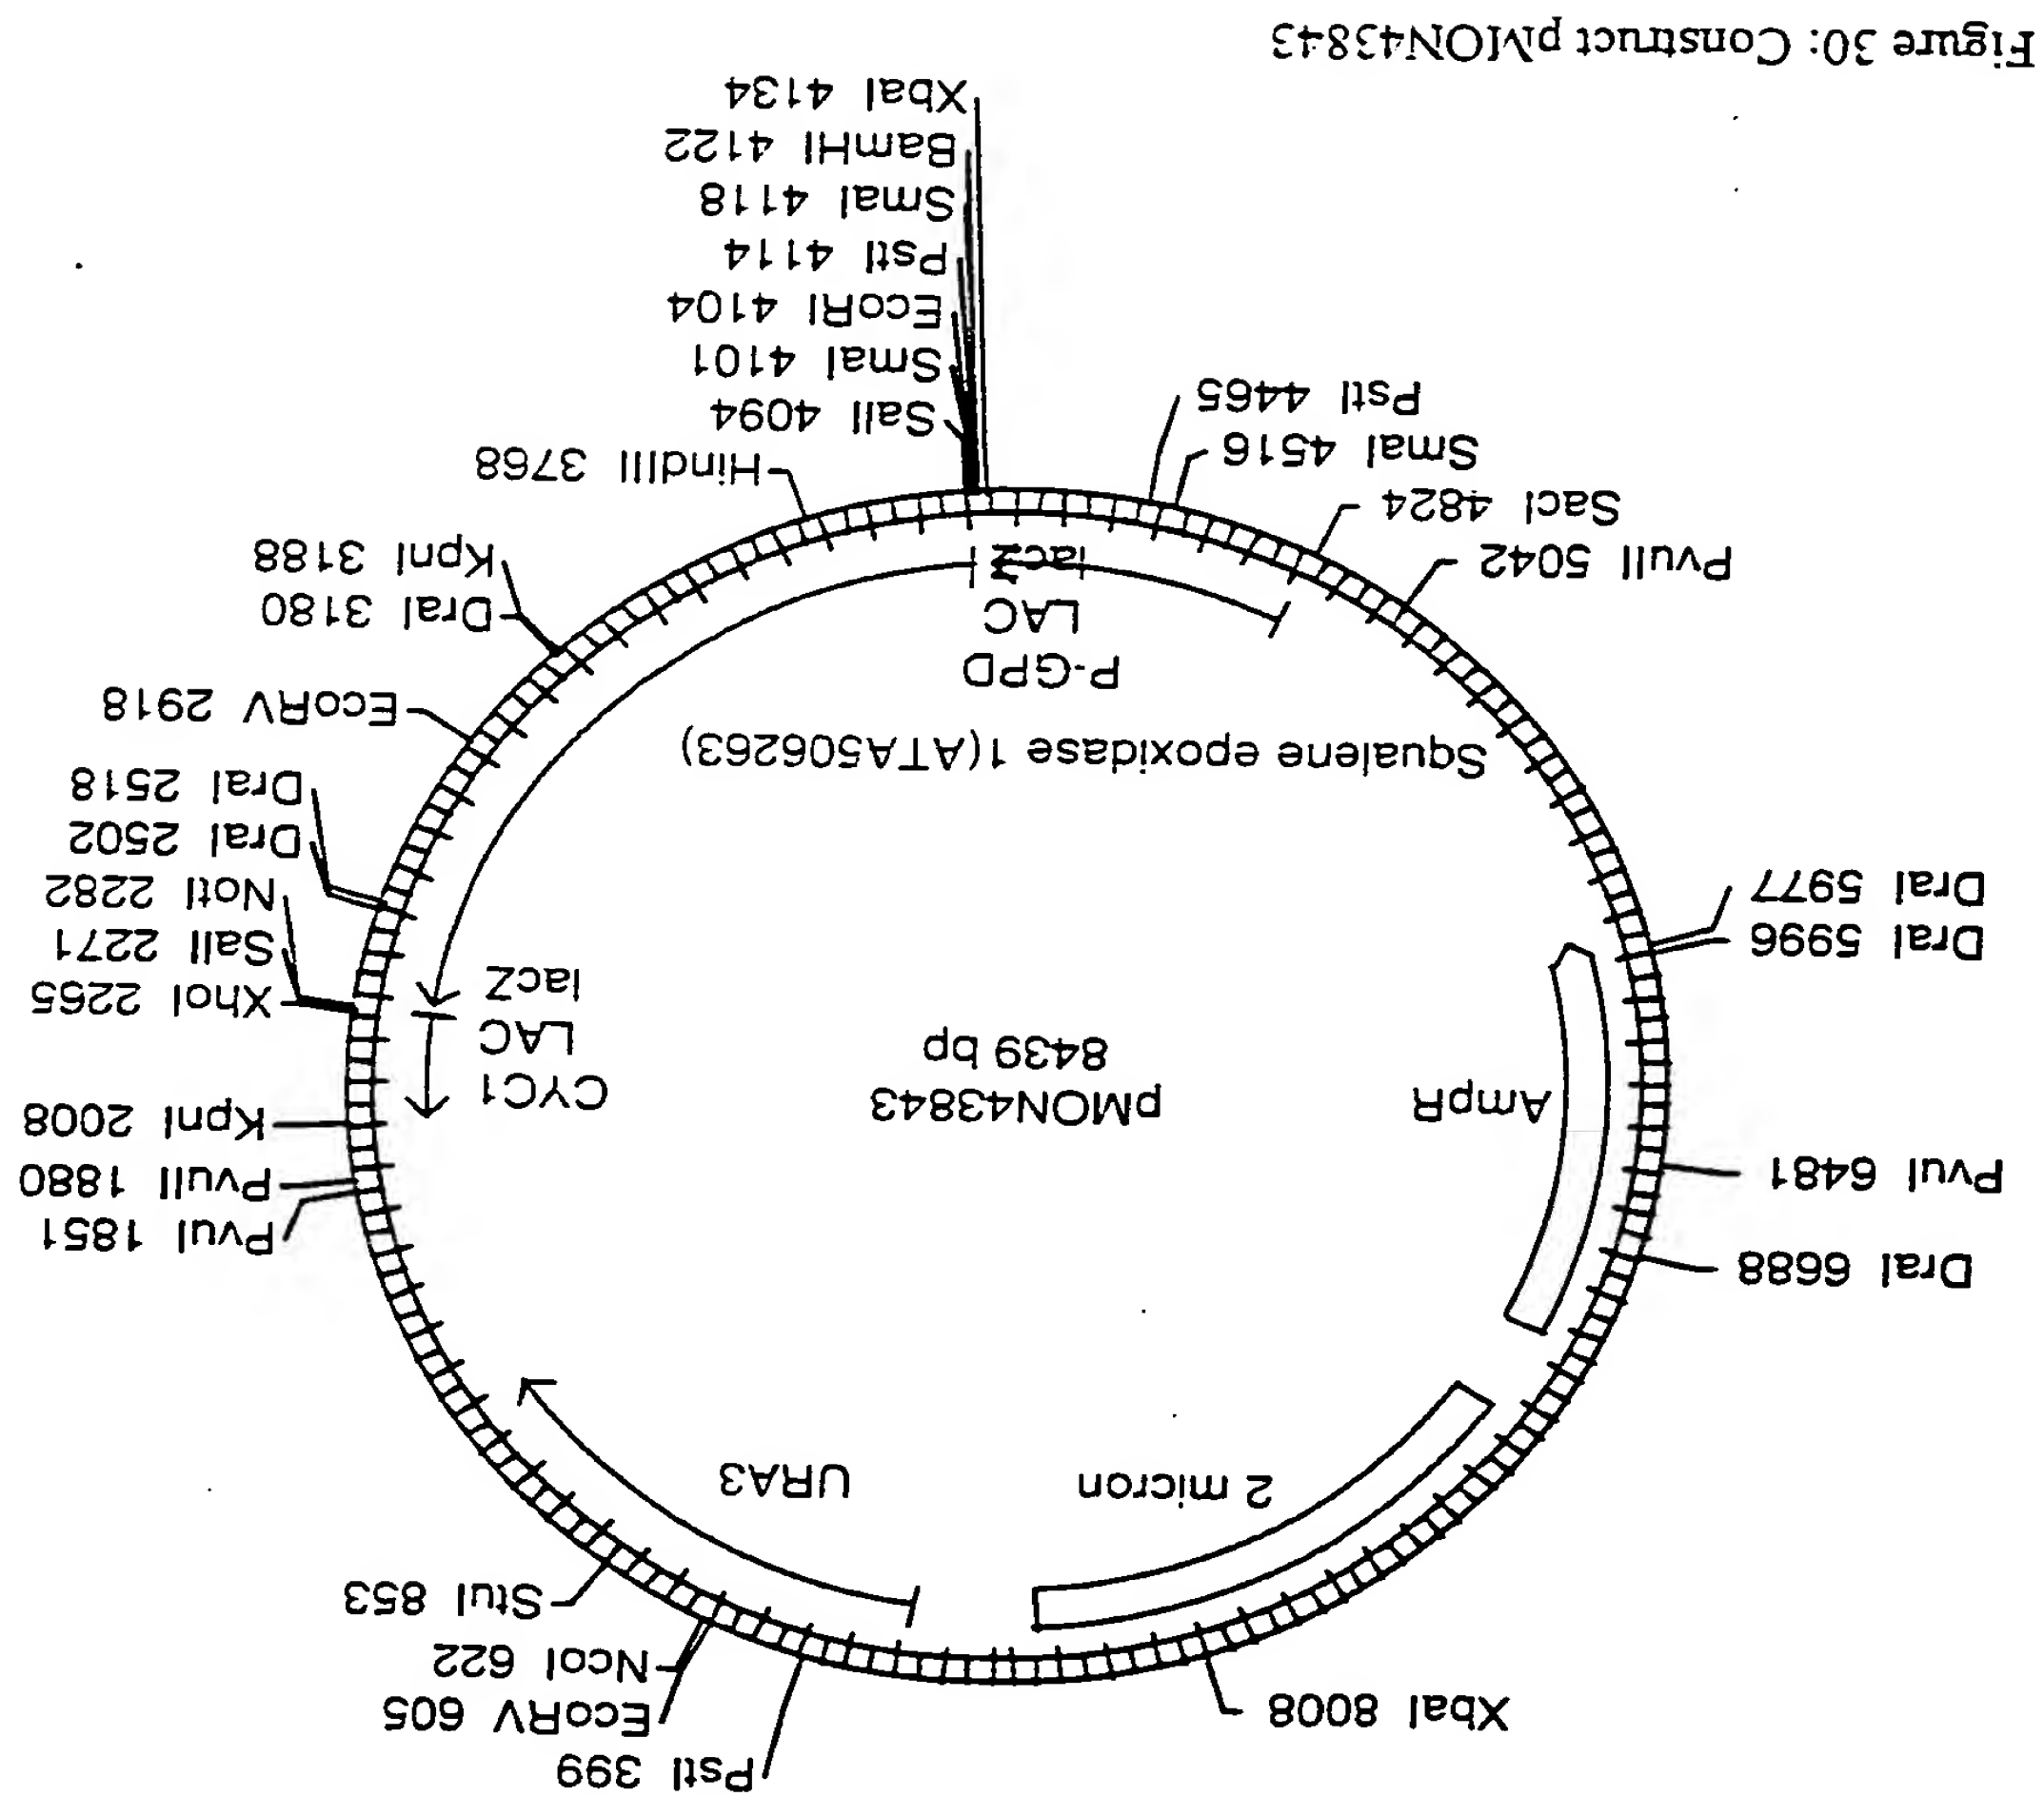 PstI 399
EcoRV 605
NcoI 622
StuI 853
XbaI 8008
2 micron
URA3
DraI 6688
PvuI 6481
DraI 5996
DraI 5977
AmpR
pMON43843
8439 bp
PvuI 1851
PvuII 1880
KpnI 2008
CYC1
LAC
lacZ
XhoI 2265
SalI 2271
NotI 2282
DraI 2502
DraI 2518
EcoRV 2918
DraI 3180
KpnI 3188
Squalene epoxidase 1(ATA506263)
P-GPD
LAC
lacZ
PvuII 5042
SacI 4824
SmaI 4516
PstI 4465
HindIII 3768
SalI 4094
SmaI 4101
EcoRI 4104
PstI 4114
SmaI 4118
BamHI 4122
XbaI 4134
Figure 30: Construct pMON43843